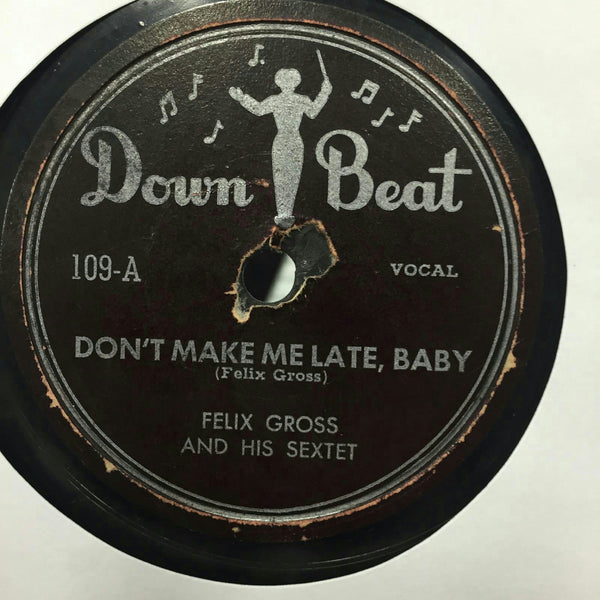 Down Beat
109-A
VOCAL
DON'T MAKE ME LATE, BABY
(Felix Gross)
FELIX GROSS
AND HIS SEXTET